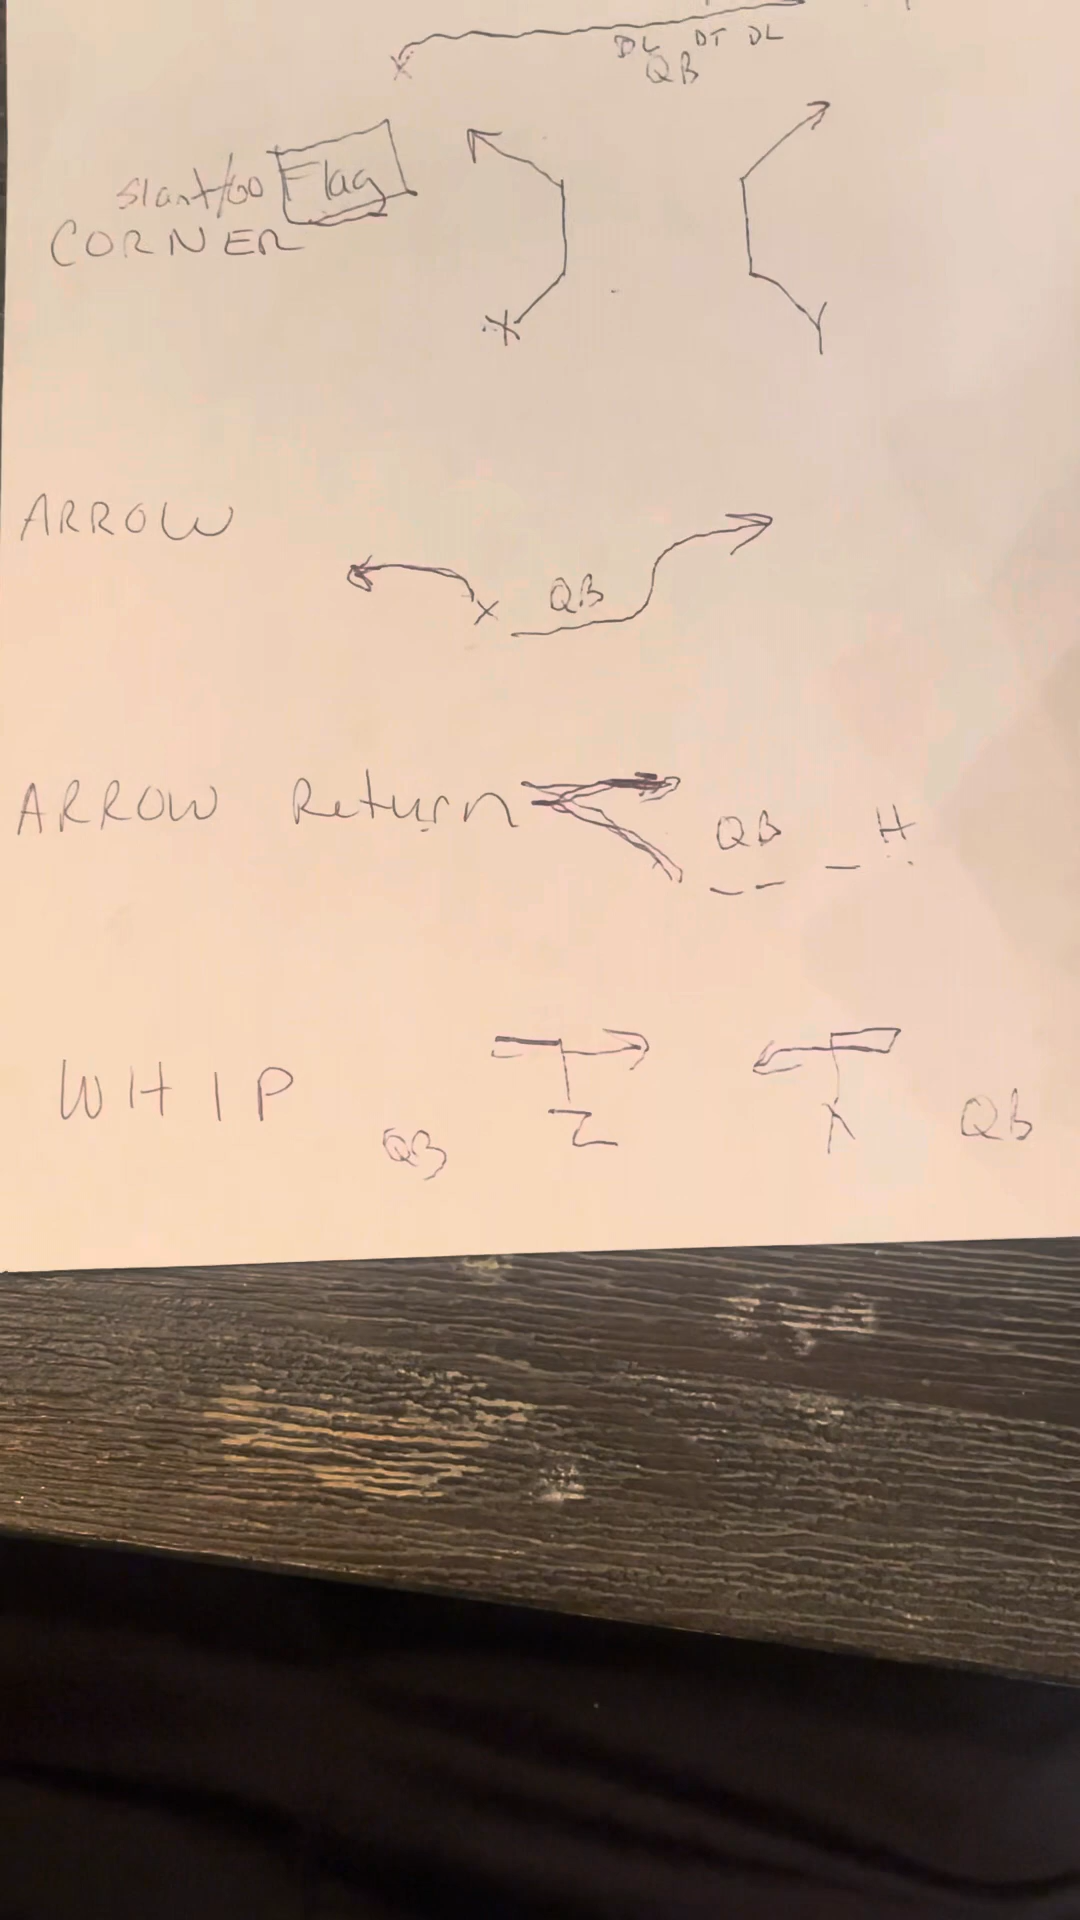 X
DL DT DL
QB
slant/Go Flag
CORNER
X Y
ARROW
X QB
ARROW Return
QB H
WHIP
QB Z X QB